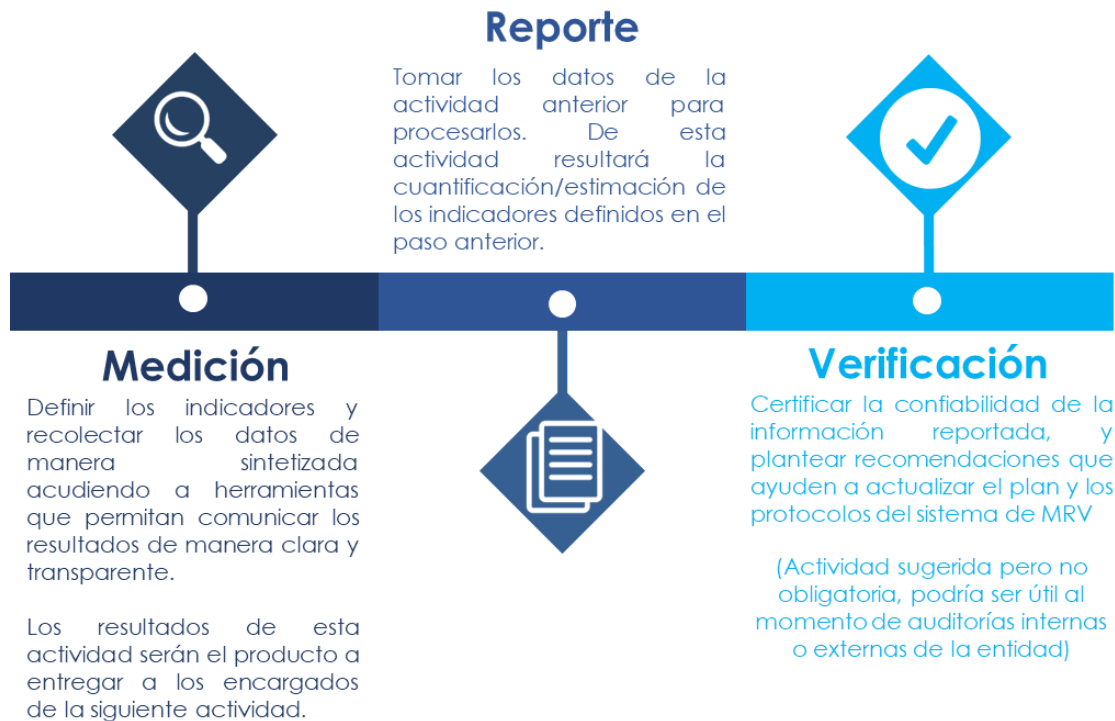 Reporte
Tomar los datos de la
actividad anterior para
procesarlos. De esta
actividad resultará la
cuantificación/estimación de
los indicadores definidos en el
paso anterior.
Medición
Definir los indicadores y
recolectar los datos de
manera sintetizada
acudiendo a herramientas
que permitan comunicar los
resultados de manera clara y
transparente.
Los resultados de esta
actividad serán el producto a
entregar a los encargados
de la siguiente actividad.
Verificación
Certificar la confiabilidad de la
información reportada, y
plantear recomendaciones que
ayuden a actualizar el plan y los
protocolos del sistema de MRV
(Actividad sugerida pero no
obligatoria, podría ser útil al
momento de auditorías internas
o externas de la entidad)